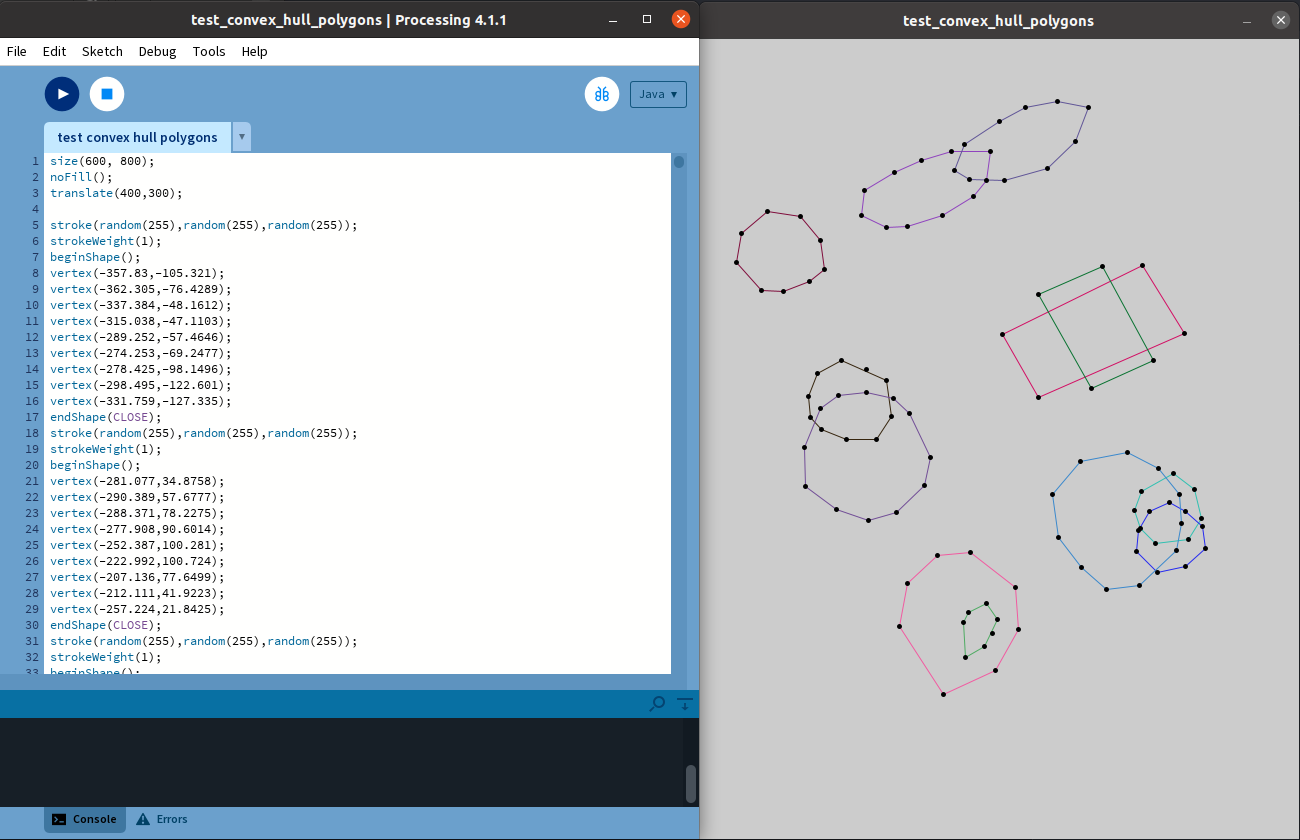 test_convex_hull_polygons | Processing 4.1.1
test_convex_hull_polygons
File Edit Sketch Debug Tools Help
Java ▾
test convex hull polygons ▾
1 size(600, 800);
2 noFill();
3 translate(400,300);
4
5 stroke(random(255),random(255),random(255));
6 strokeWeight(1);
7 beginShape();
8 vertex(-357.83,-105.321);
9 vertex(-362.305,-76.4289);
10 vertex(-337.384,-48.1612);
11 vertex(-315.038,-47.1103);
12 vertex(-289.252,-57.4646);
13 vertex(-274.253,-69.2477);
14 vertex(-278.425,-98.1496);
15 vertex(-298.495,-122.601);
16 vertex(-331.759,-127.335);
17 endShape(CLOSE);
18 stroke(random(255),random(255),random(255));
19 strokeWeight(1);
20 beginShape();
21 vertex(-281.077,34.8758);
22 vertex(-290.389,57.6777);
23 vertex(-288.371,78.2275);
24 vertex(-277.908,90.6014);
25 vertex(-252.387,100.281);
26 vertex(-222.992,100.724);
27 vertex(-207.136,77.6499);
28 vertex(-212.111,41.9223);
29 vertex(-257.224,21.8425);
30 endShape(CLOSE);
31 stroke(random(255),random(255),random(255));
32 strokeWeight(1);
33 beginShape();
Console Errors